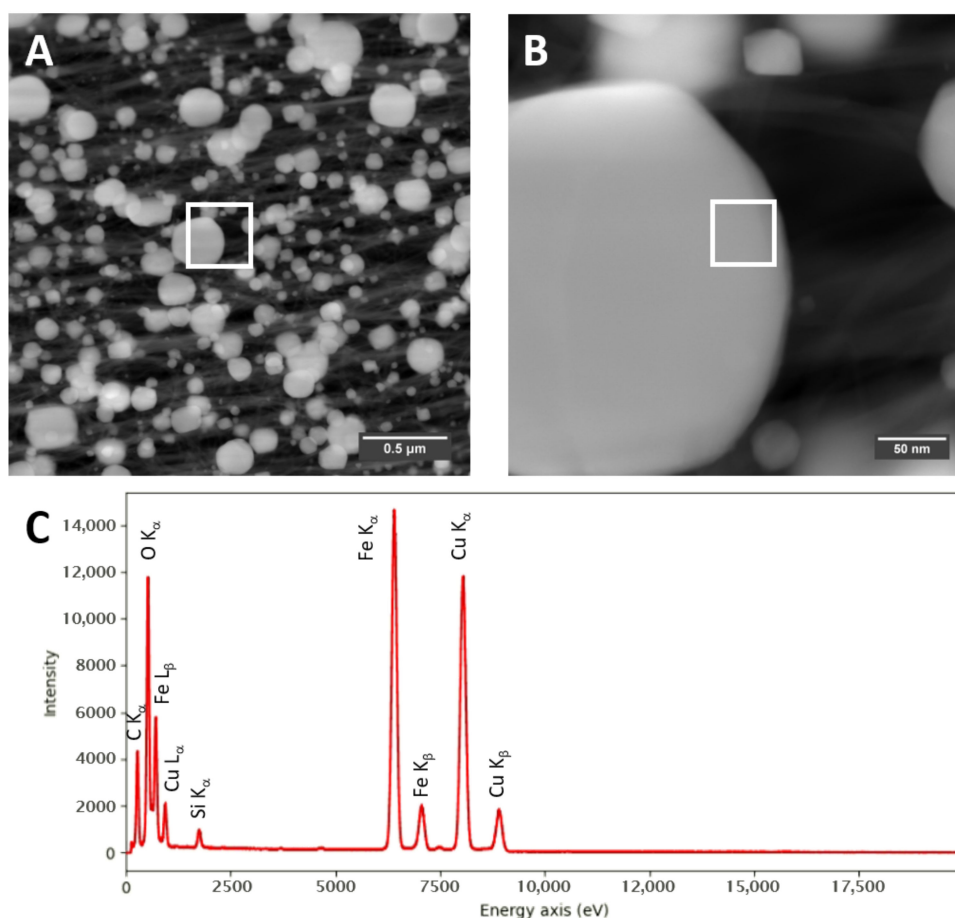 A
B
0.5 µm
50 nm
C
Intensity
14,000
12,000
10,000
8000
6000
4000
2000
0
C Kα
O Kα
Fe Lβ
Cu Lα
Si Kα
Fe Kα
Fe Kβ
Cu Kα
Cu Kβ
0 2500 5000 7500 10,000 12,500 15,000 17,500
Energy axis (eV)